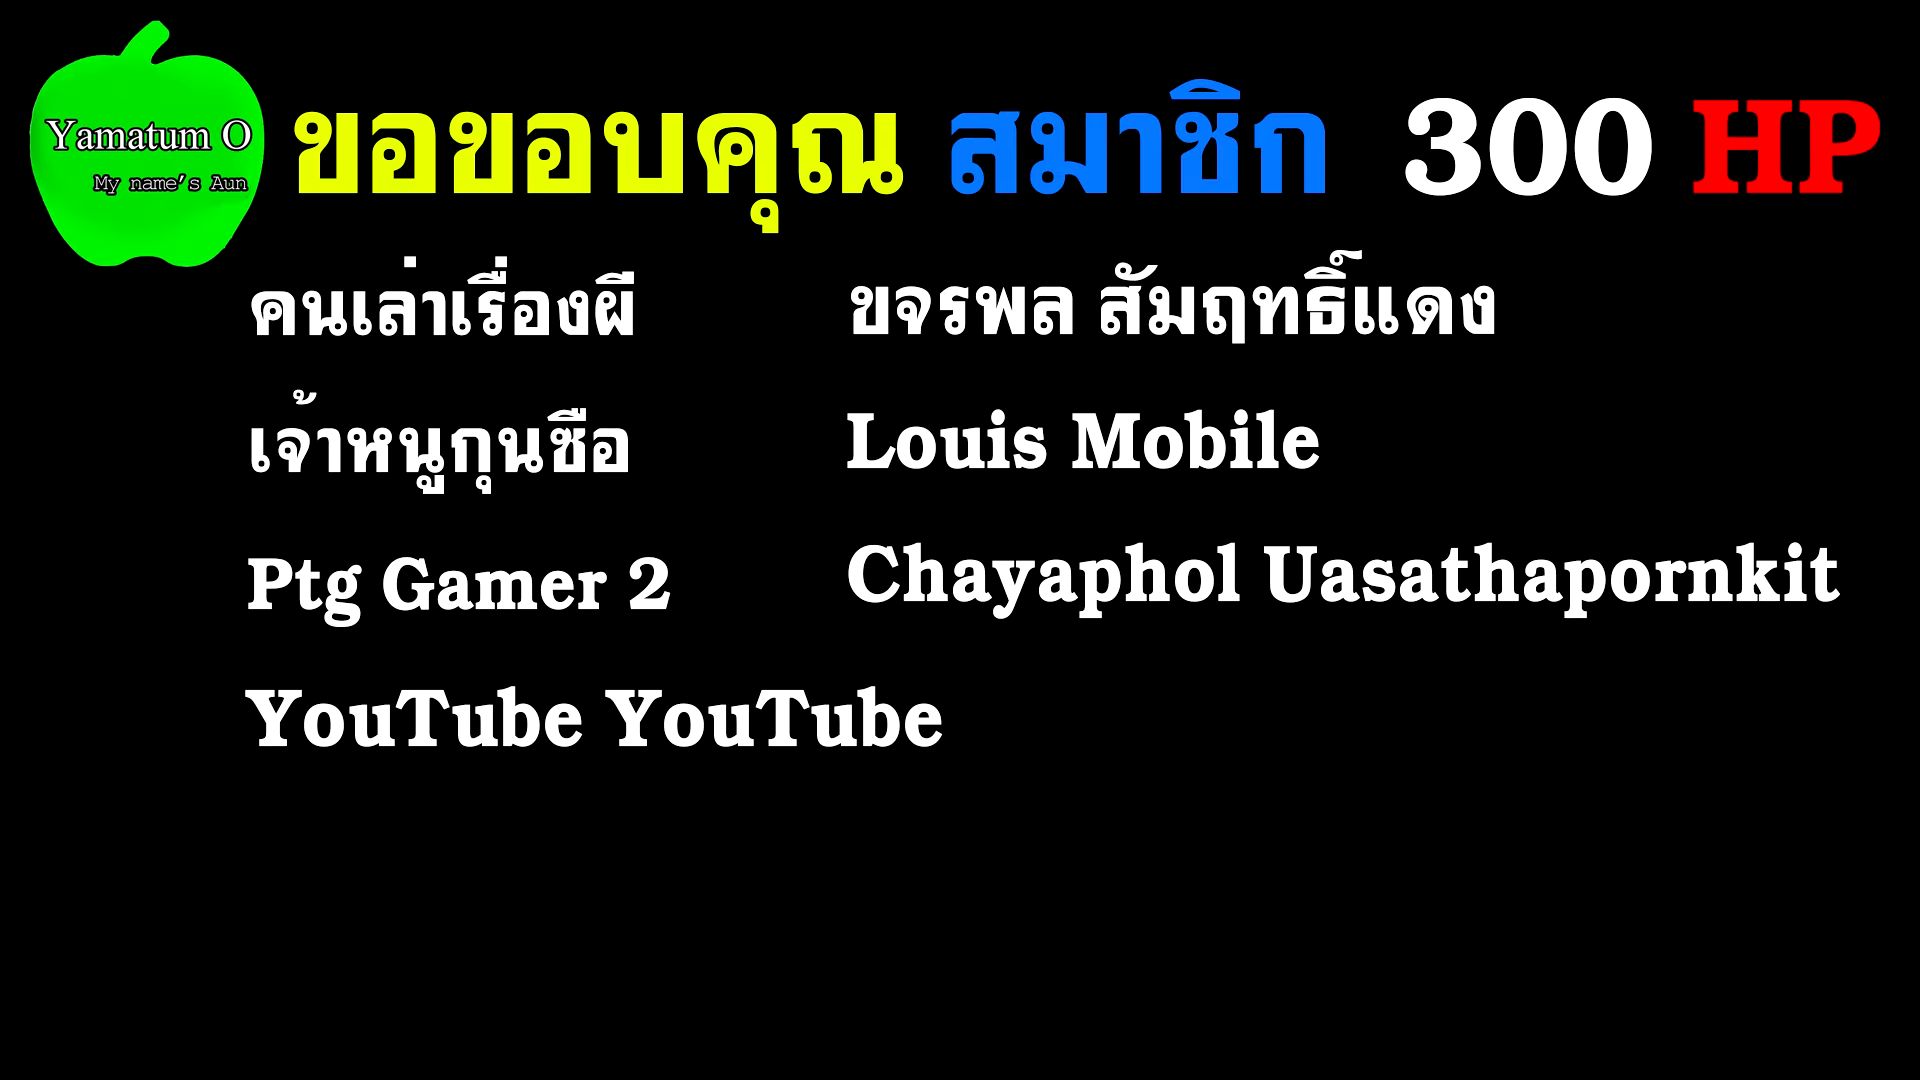 Yamatum O
My name's Aun
ขอขอบคุณ สมาชิก 300 HP
คนเล่าเรื่องผี
ขจรพล สัมฤทธิ์แดง
เจ้าหนูกุนซือ
Louis Mobile
Ptg Gamer 2
Chayaphol Uasathapornkit
YouTube YouTube